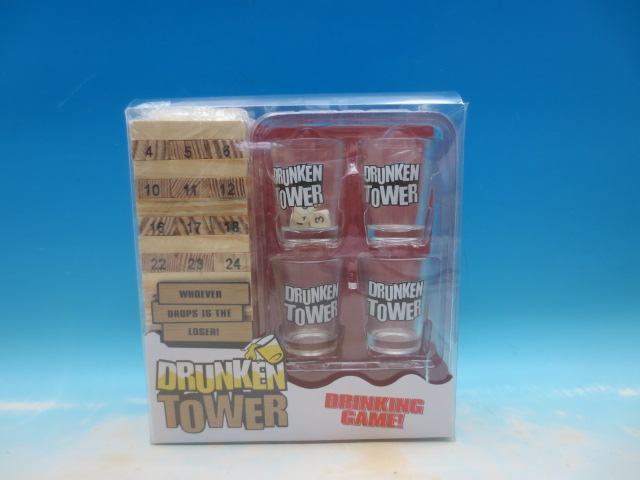 4 5 6
10 11 12
16 17 18
22 23 24
WHOEVER
DROPS IS THE
LOSER!
DRUNKEN
TOWER
DRINKING
GAME!
DRUNKEN
TOWER
3
DRUNKEN
TOWER
DRUNKEN
TOWER
DRUNKEN
TOWER